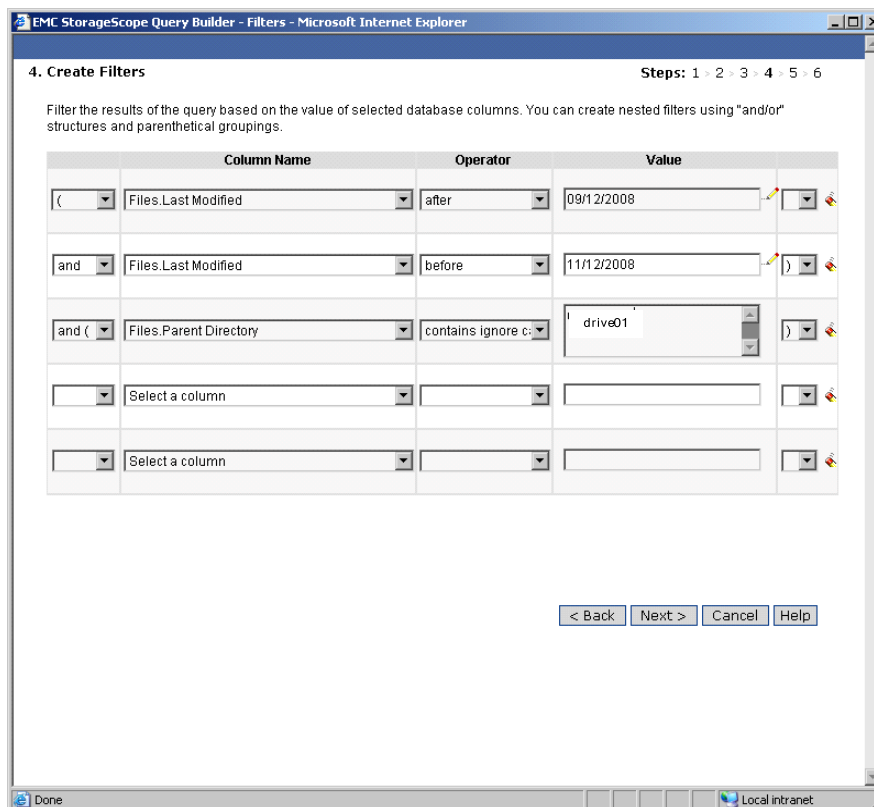 EMC StorageScope Query Builder - Filters - Microsoft Internet Explorer
4. Create Filters
Steps: 1 > 2 > 3 > 4 > 5 > 6
Filter the results of the query based on the value of selected database columns. You can create nested filters using "and/or"
structures and parenthetical groupings.
Column Name Operator Value
( Files.Last Modified after 09/12/2008
and Files.Last Modified before 11/12/2008 )
and ( Files.Parent Directory contains ignore c drive01 )
Select a column
Select a column
< Back Next > Cancel Help
Done Local intranet